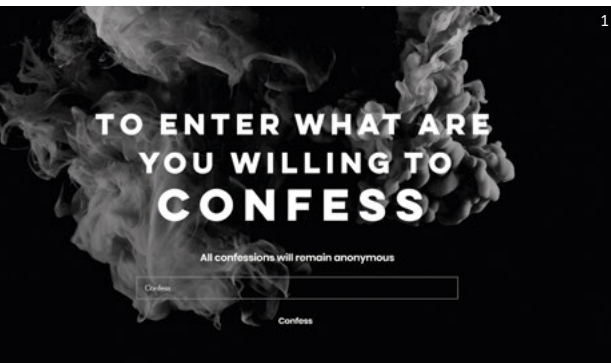 1
TO ENTER WHAT ARE
YOU WILLING TO
CONFESS
All confessions will remain anonymous
Confess
Confess